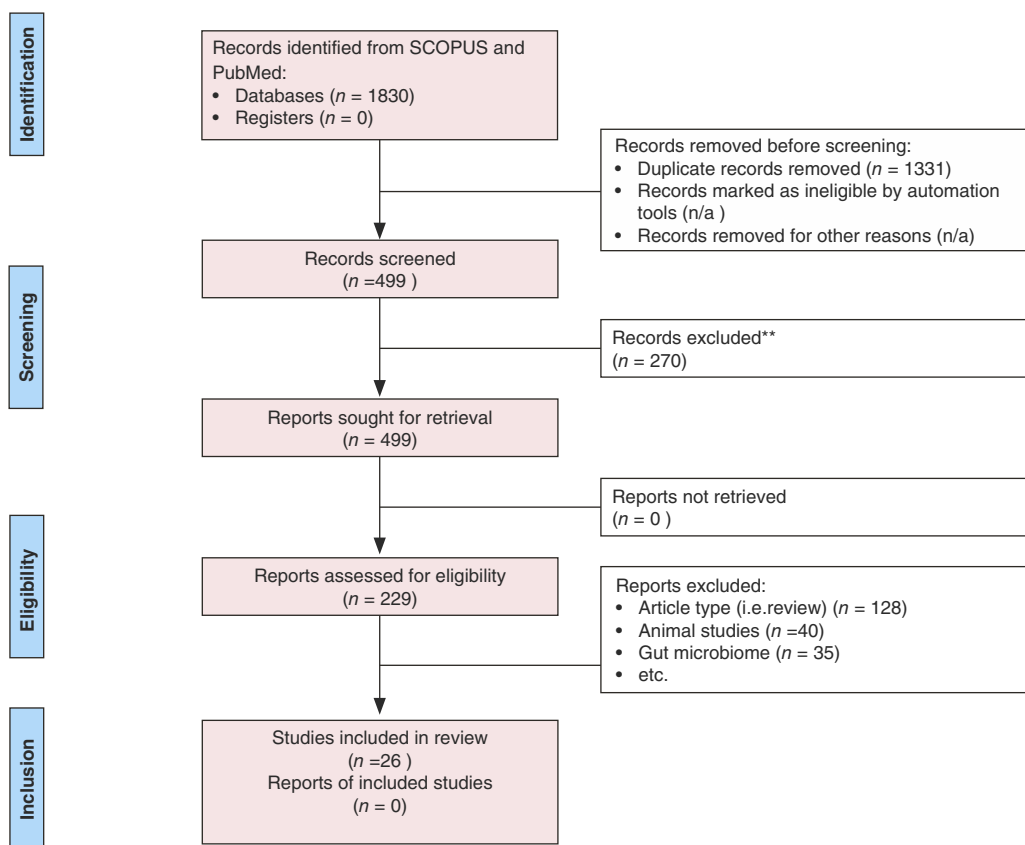 Identification
Records identified from SCOPUS and
PubMed:
• Databases (n = 1830)
• Registers (n = 0)
Records removed before screening:
• Duplicate records removed (n = 1331)
• Records marked as ineligible by automation
tools (n/a )
• Records removed for other reasons (n/a)
Screening
Records screened
(n =499 )
Records excluded**
(n = 270)
Reports sought for retrieval
(n = 499)
Reports not retrieved
(n = 0 )
Eligibility
Reports assessed for eligibility
(n = 229)
Reports excluded:
• Article type (i.e.review) (n = 128)
• Animal studies (n =40)
• Gut microbiome (n = 35)
• etc.
Inclusion
Studies included in review
(n =26 )
Reports of included studies
(n = 0)